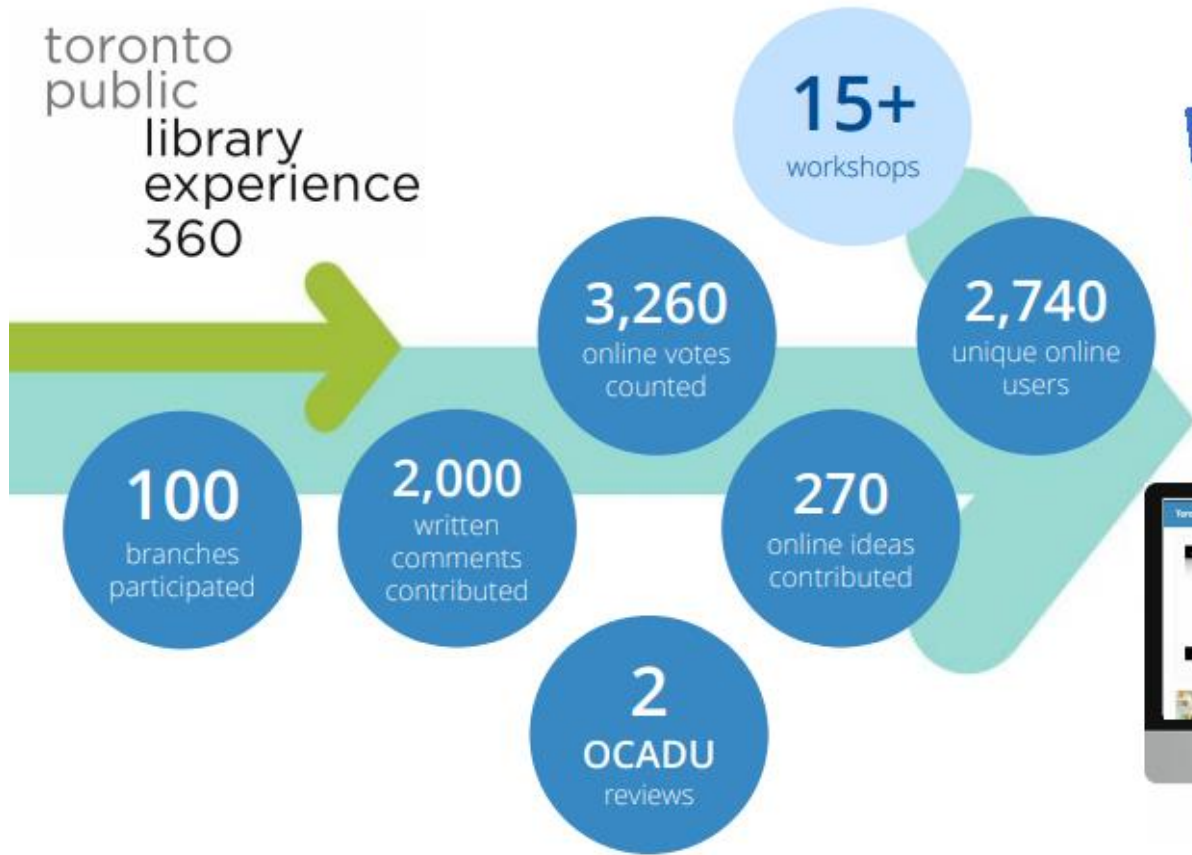 toronto
public
library
experience
360
15+
workshops
3,260
online votes
counted
2,740
unique online
users
100
branches
participated
2,000
written
comments
contributed
270
online ideas
contributed
2
OCADU
reviews